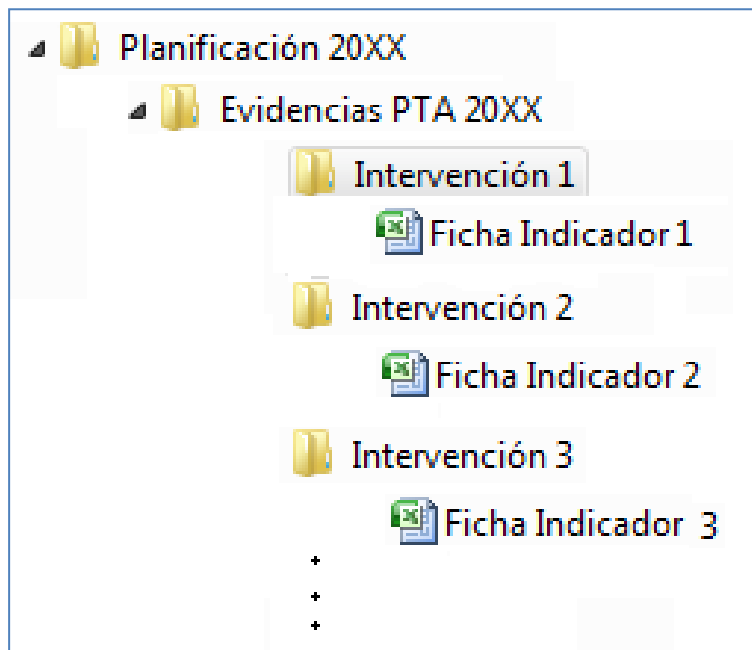 Planificación 20XX
Evidencias PTA 20XX
Intervención 1
Ficha Indicador 1
Intervención 2
Ficha Indicador 2
Intervención 3
Ficha Indicador 3